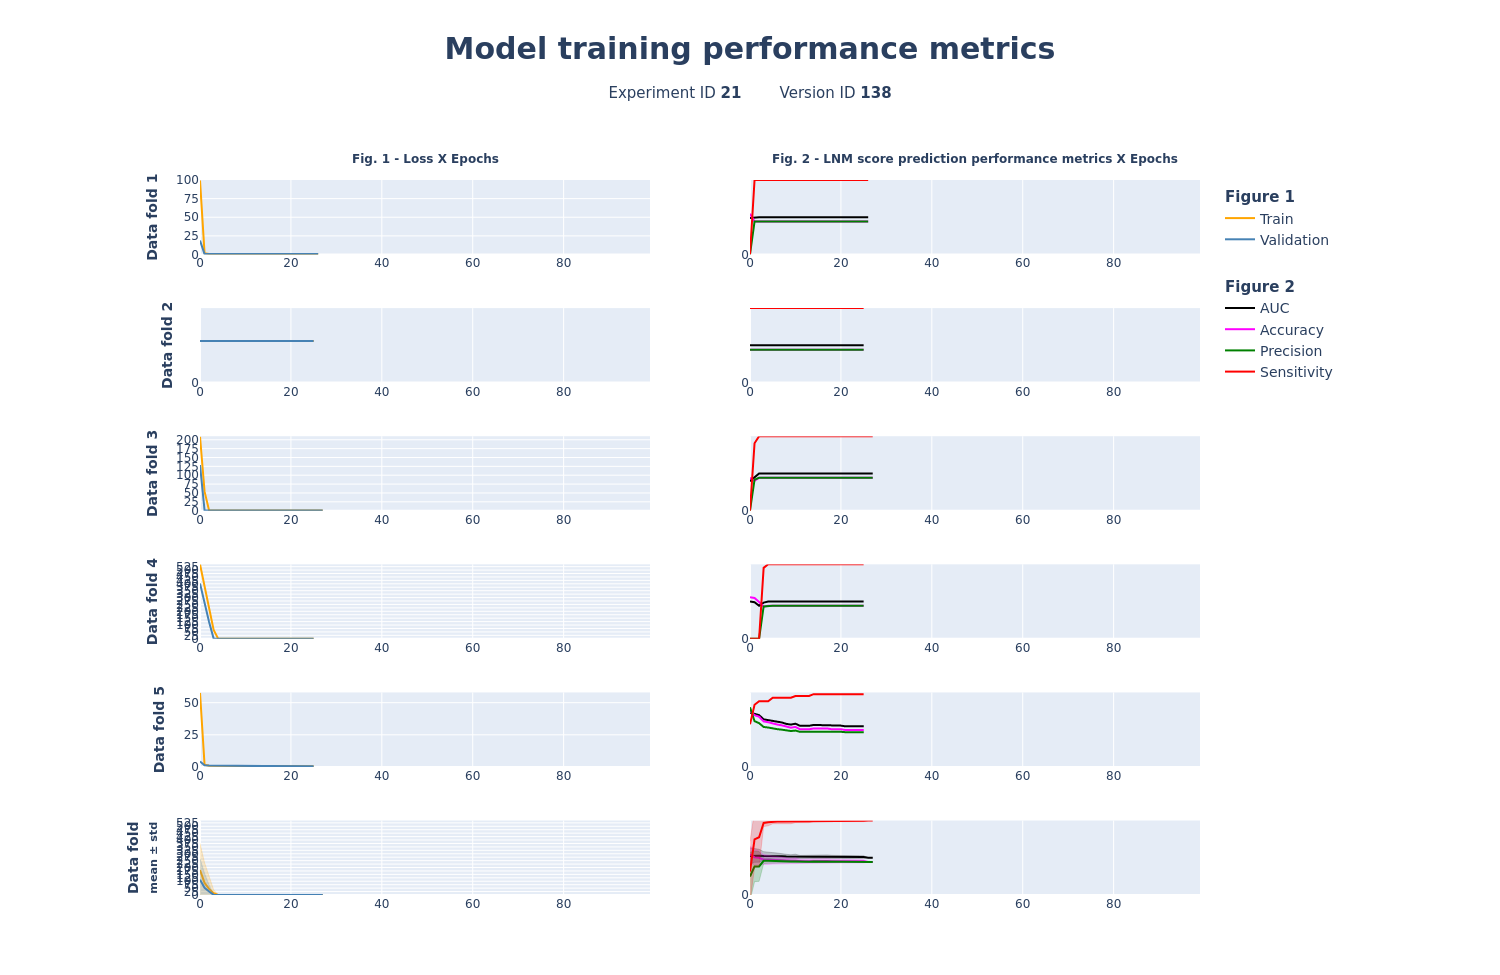 Model training performance metrics
Experiment ID 21 Version ID 138
Fig. 1 - Loss X Epochs
Fig. 2 - LNM score prediction performance metrics X Epochs
Data fold 1
100
75
50
25
0
0 20 40 60 80
0
0 20 40 60 80
Figure 1
Train
Validation
Figure 2
AUC
Accuracy
Precision
Sensitivity
Data fold 2
0
0 20 40 60 80
0
0 20 40 60 80
Data fold 3
200
175
150
125
100
75
50
25
0
0 20 40 60 80
0
0 20 40 60 80
Data fold 4
525
0
0 20 40 60 80
0
0 20 40 60 80
Data fold 5
50
25
0
0 20 40 60 80
0
0 20 40 60 80
Data fold
mean ± std
525
0
0 20 40 60 80
0
0 20 40 60 80